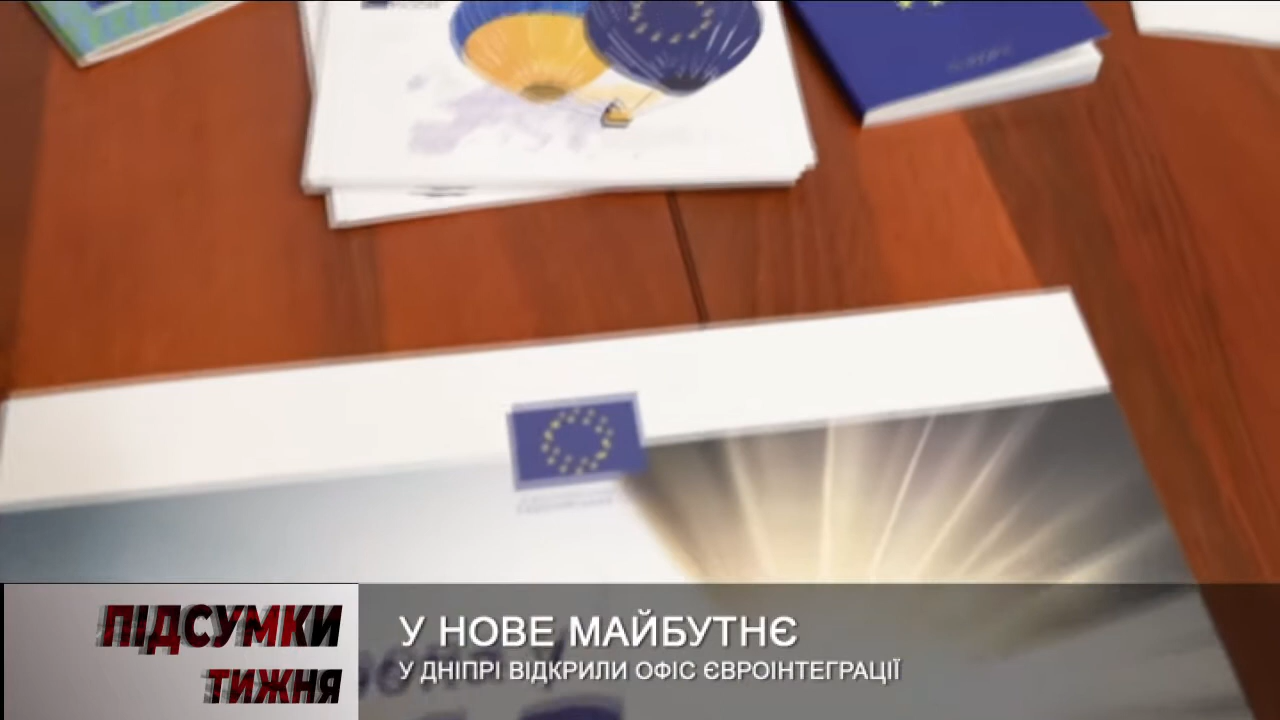 ПІДСУМКИ
ТИЖНЯ
У НОВЕ МАЙБУТНЄ
У ДНІПРІ ВІДКРИЛИ ОФІС ЄВРОІНТЕГРАЦІЇ